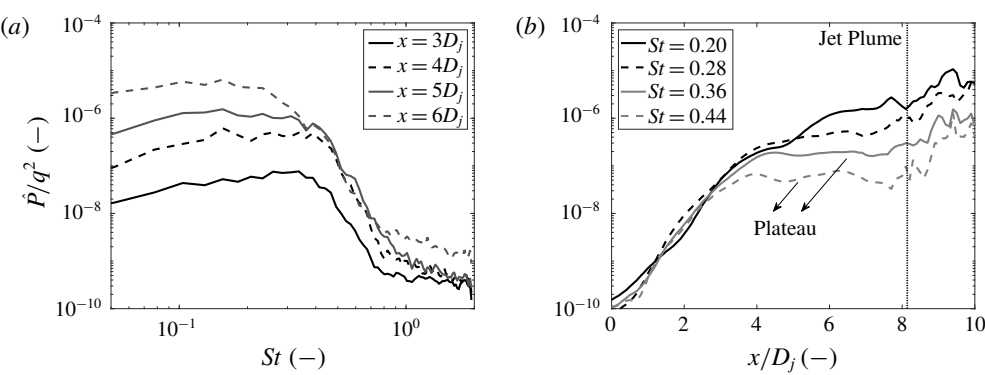 (a)
10^{-4}
10^{-6}
10^{-8}
10^{-10}
\hat{P}/q^2 (−)
x = 3D_j
x = 4D_j
x = 5D_j
x = 6D_j
10^{-1}
10^0
St (−)
(b)
10^{-4}
10^{-6}
10^{-8}
10^{-10}
St = 0.20
St = 0.28
St = 0.36
St = 0.44
Jet Plume
Plateau
0 2 4 6 8 10
x/D_j (−)